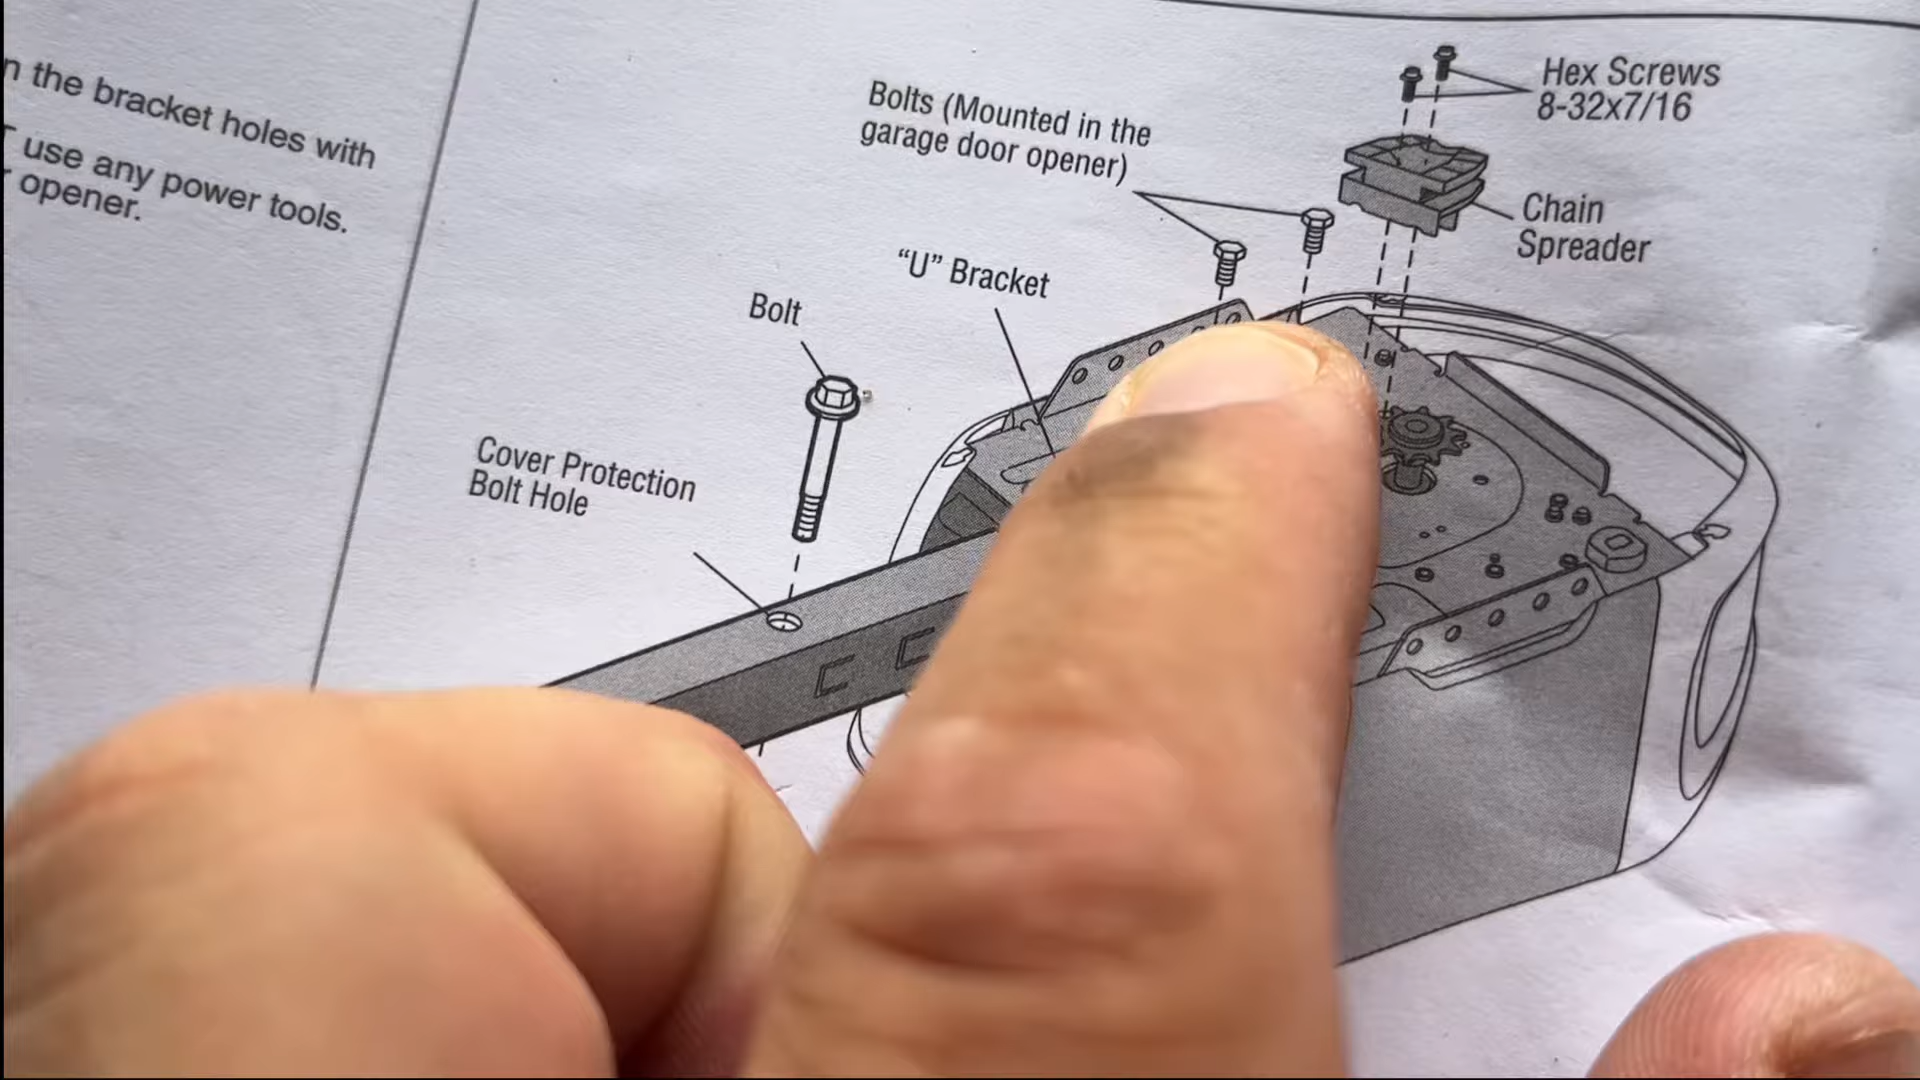 n the bracket holes with
use any power tools.
opener.
Hex Screws
8-32x7/16
Bolts (Mounted in the
garage door opener)
Chain
Spreader
“U” Bracket
Bolt
Cover Protection
Bolt Hole